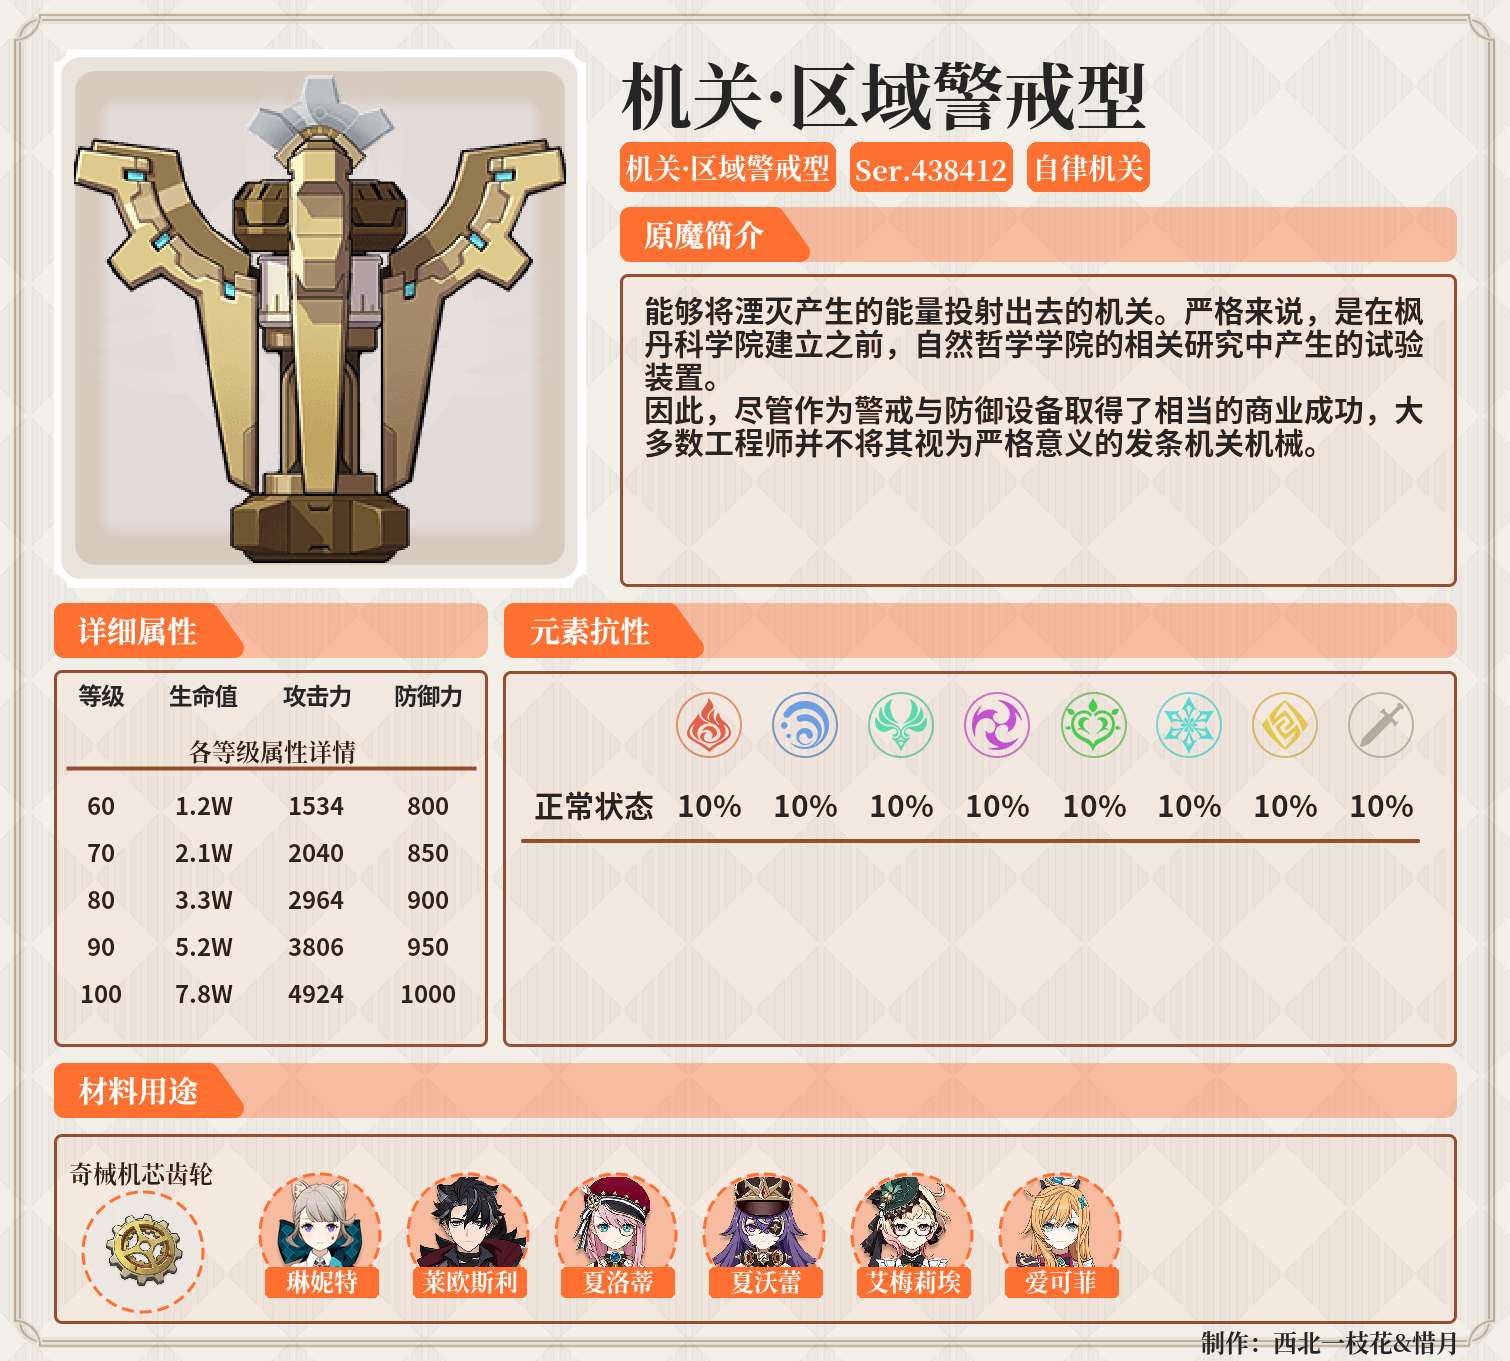 机关·区域警戒型
机关·区域警戒型 Ser.438412 自律机关
原魔简介
能够将湮灭产生的能量投射出去的机关。严格来说，是在枫
丹科学院建立之前，自然哲学学院的相关研究中产生的试验
装置。
因此，尽管作为警戒与防御设备取得了相当的商业成功，大
多数工程师并不将其视为严格意义的发条机关机械。
详细属性
等级 生命值 攻击力 防御力
各等级属性详情
60 1.2W 1534 800
70 2.1W 2040 850
80 3.3W 2964 900
90 5.2W 3806 950
100 7.8W 4924 1000
元素抗性
正常状态 10% 10% 10% 10% 10% 10% 10% 10%
材料用途
奇械机芯齿轮
琳妮特 莱欧斯利 夏洛蒂 夏沃蕾 艾梅莉埃 爱可菲
制作：西北一枝花&惜月